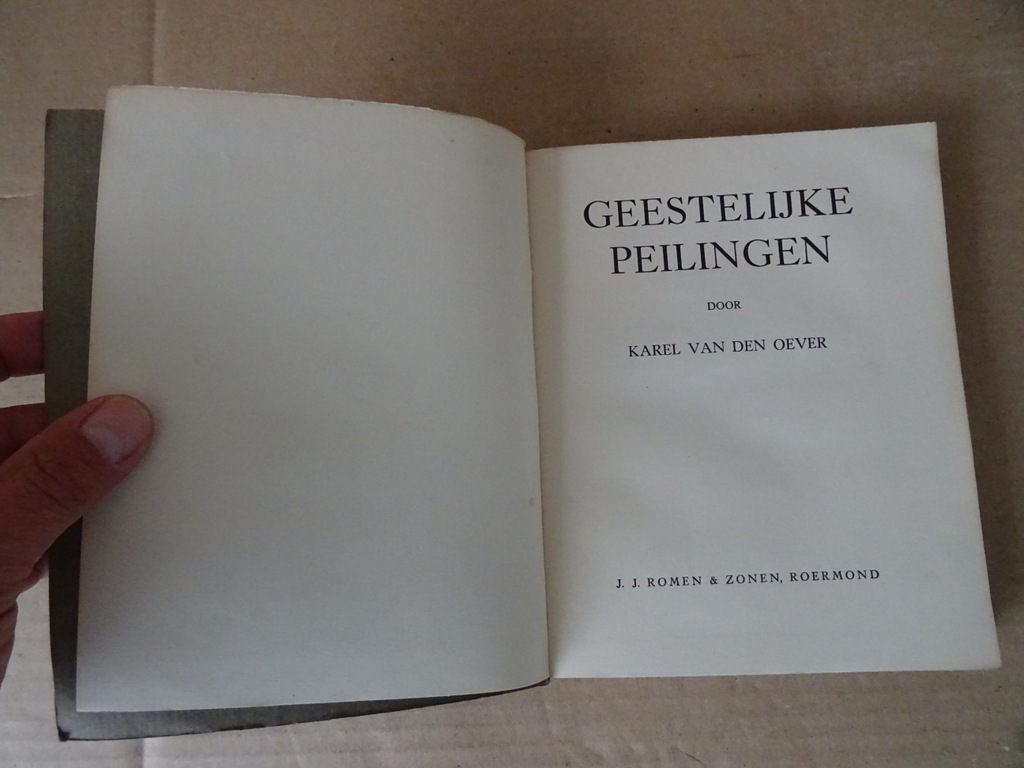 GEESTELIJKE
PEILINGEN
DOOR
KAREL VAN DEN OEVER
J. J. ROMEN & ZONEN, ROERMOND